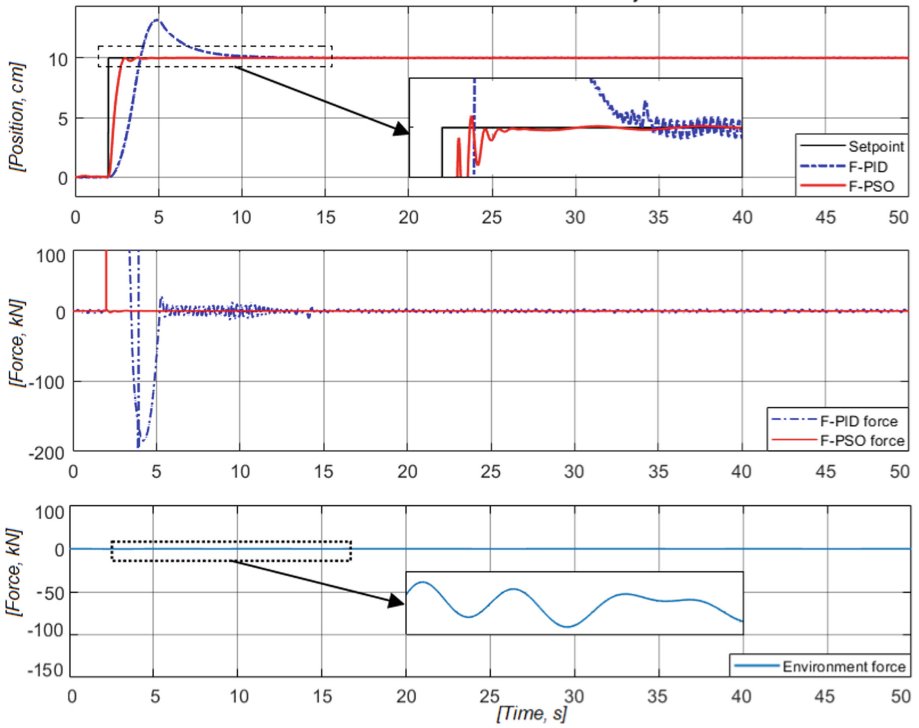 [Position, cm]
10
5
0
Setpoint
F-PID
F-PSO
0 5 10 15 20 25 30 35 40 45 50
[Force, kN]
100
0
-100
-200
F-PID force
F-PSO force
0 5 10 15 20 25 30 35 40 45 50
[Force, kN]
100
0
-50
-100
-150
Environment force
0 5 10 15 20 25 30 35 40 45 50
[Time, s]